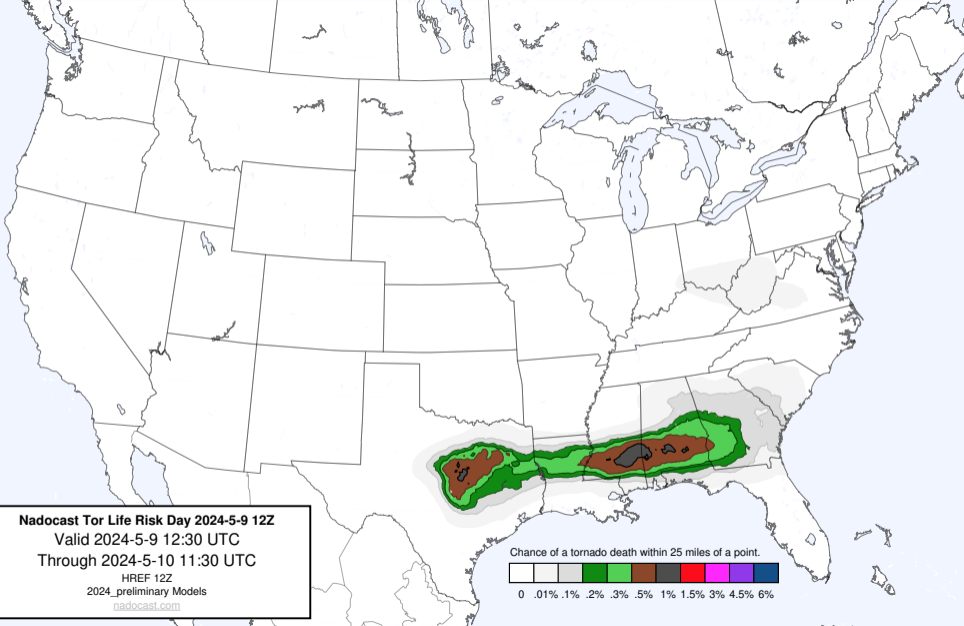 Nadocast Tor Life Risk Day 2024-5-9 12Z
Valid 2024-5-9 12:30 UTC
Through 2024-5-10 11:30 UTC
HREF 12Z
2024_preliminary Models
nadocast.com
Chance of a tornado death within 25 miles of a point.
0 .01% .1% .2% .3% .5% 1% 1.5% 3% 4.5% 6%